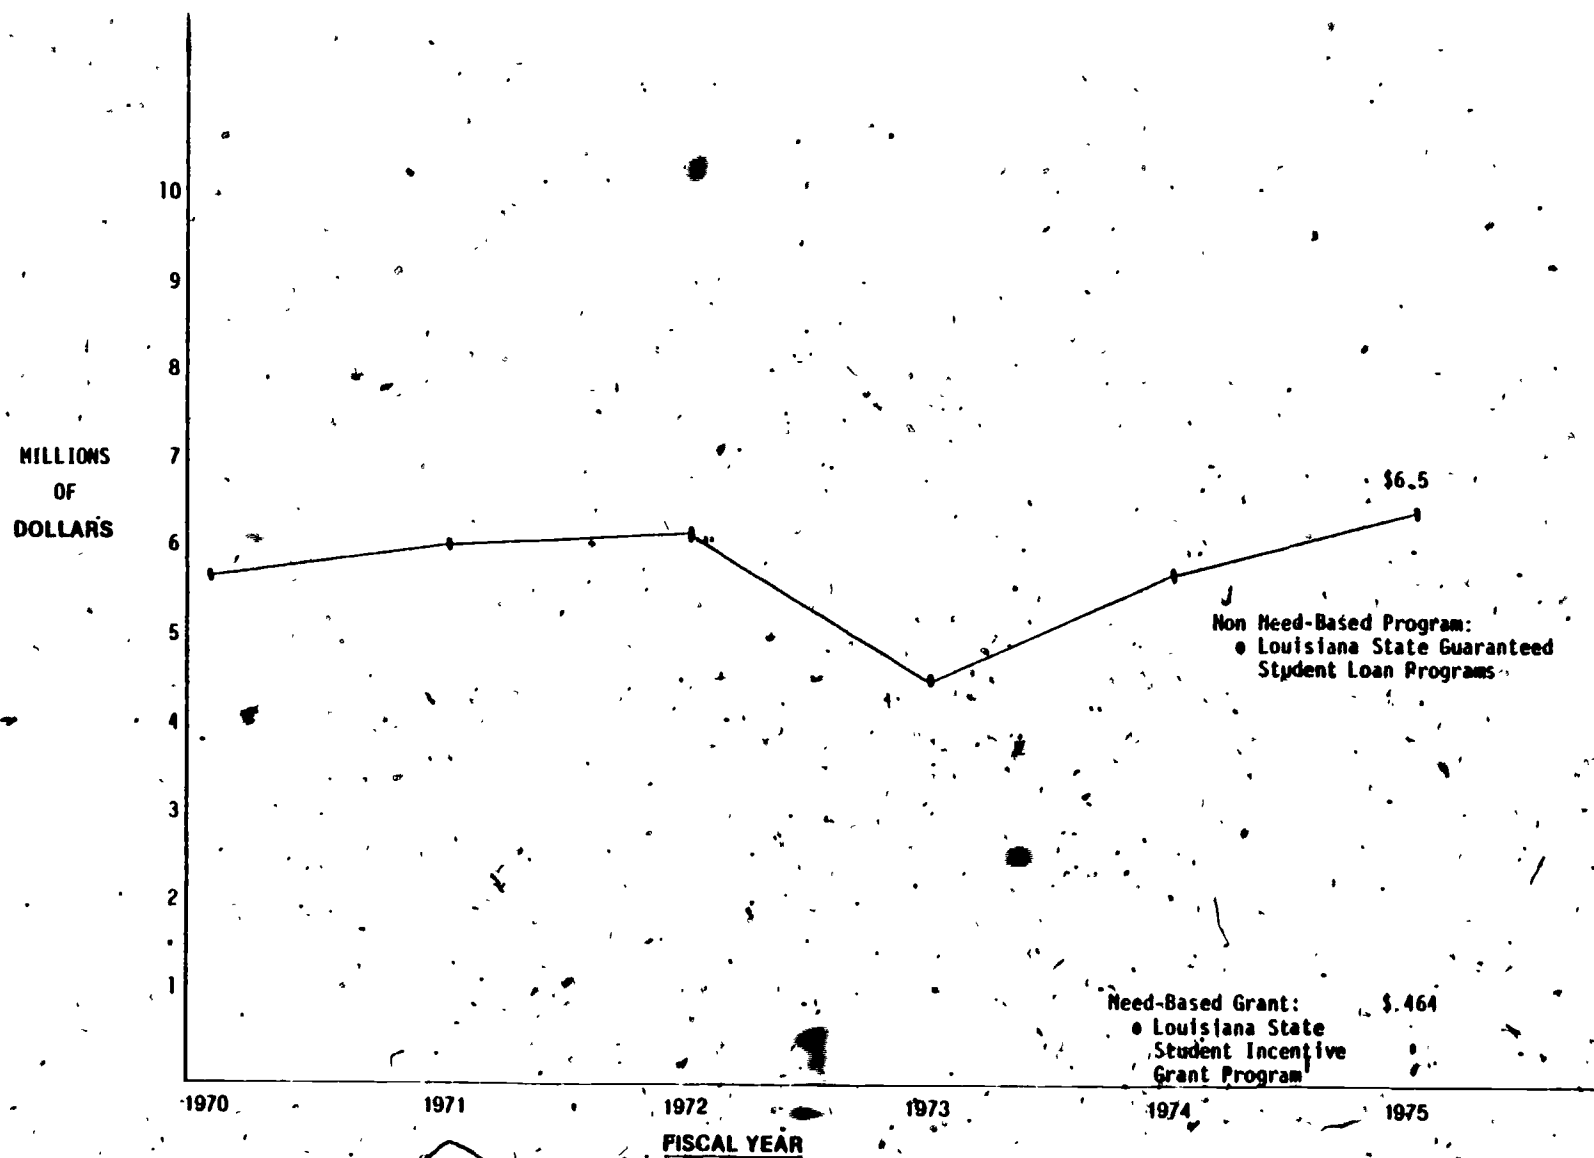 10
9
8
7
MILLIONS
OF
DOLLARS
6
5
4
3
2
1
$6.5
Non Need-Based Program:
• Louisiana State Guaranteed
Student Loan Programs
Need-Based Grant: $.464
• Louisiana State
Student Incentive
Grant Program
1970 1971 1972 1973 1974 1975
FISCAL YEAR